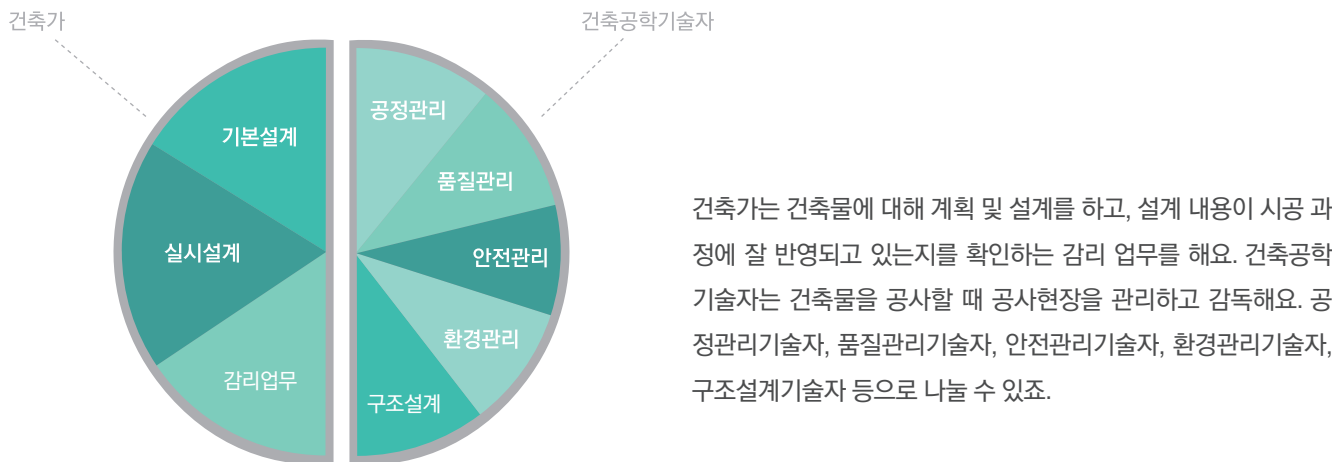 건축가
건축공학기술자
기본설계
실시설계
감리업무
공정관리
품질관리
안전관리
환경관리
구조설계
건축가는 건축물에 대해 계획 및 설계를 하고, 설계 내용이 시공 과
정에 잘 반영되고 있는지를 확인하는 감리 업무를 해요. 건축공학
기술자는 건축물을 공사할 때 공사현장을 관리하고 감독해요. 공
정관리기술자, 품질관리기술자, 안전관리기술자, 환경관리기술자,
구조설계기술자 등으로 나눌 수 있죠.